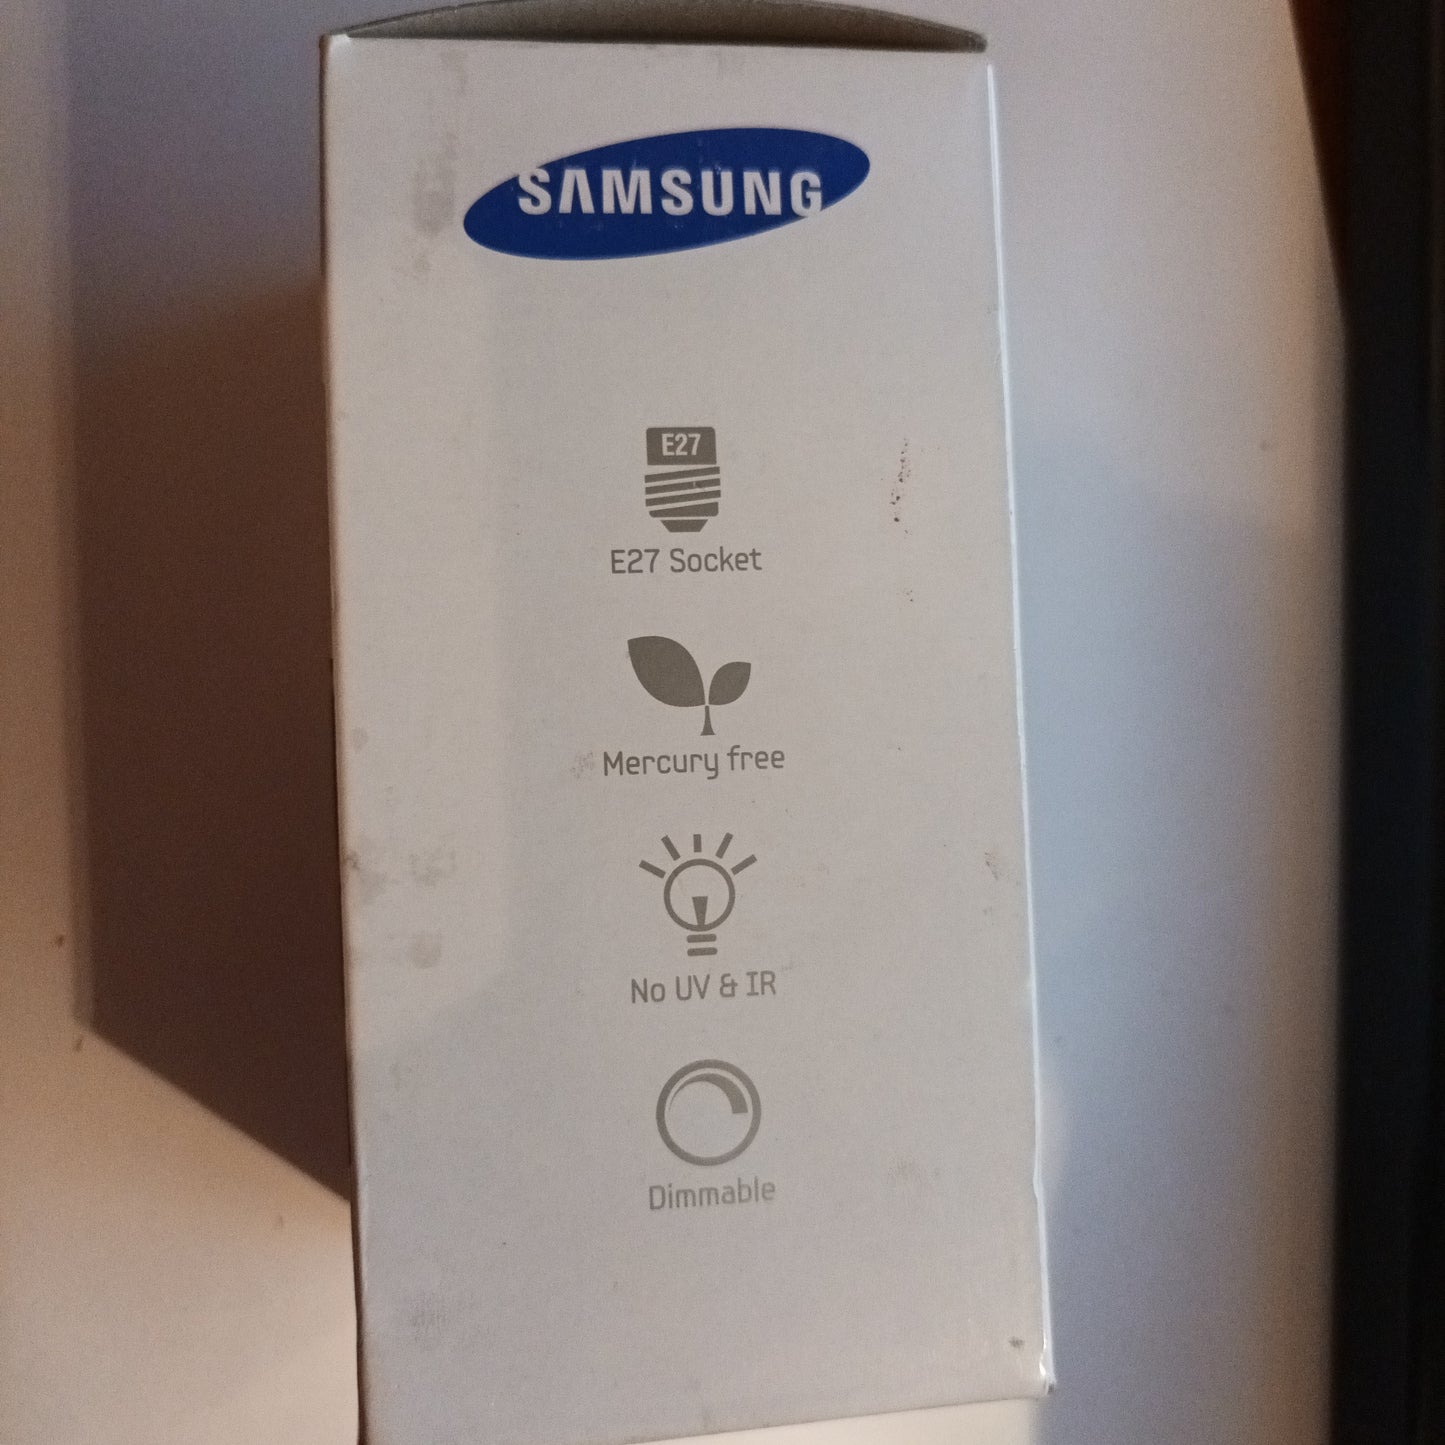 SAMSUNG
E27
E27 Socket
Mercury free
No UV & IR
Dimmable